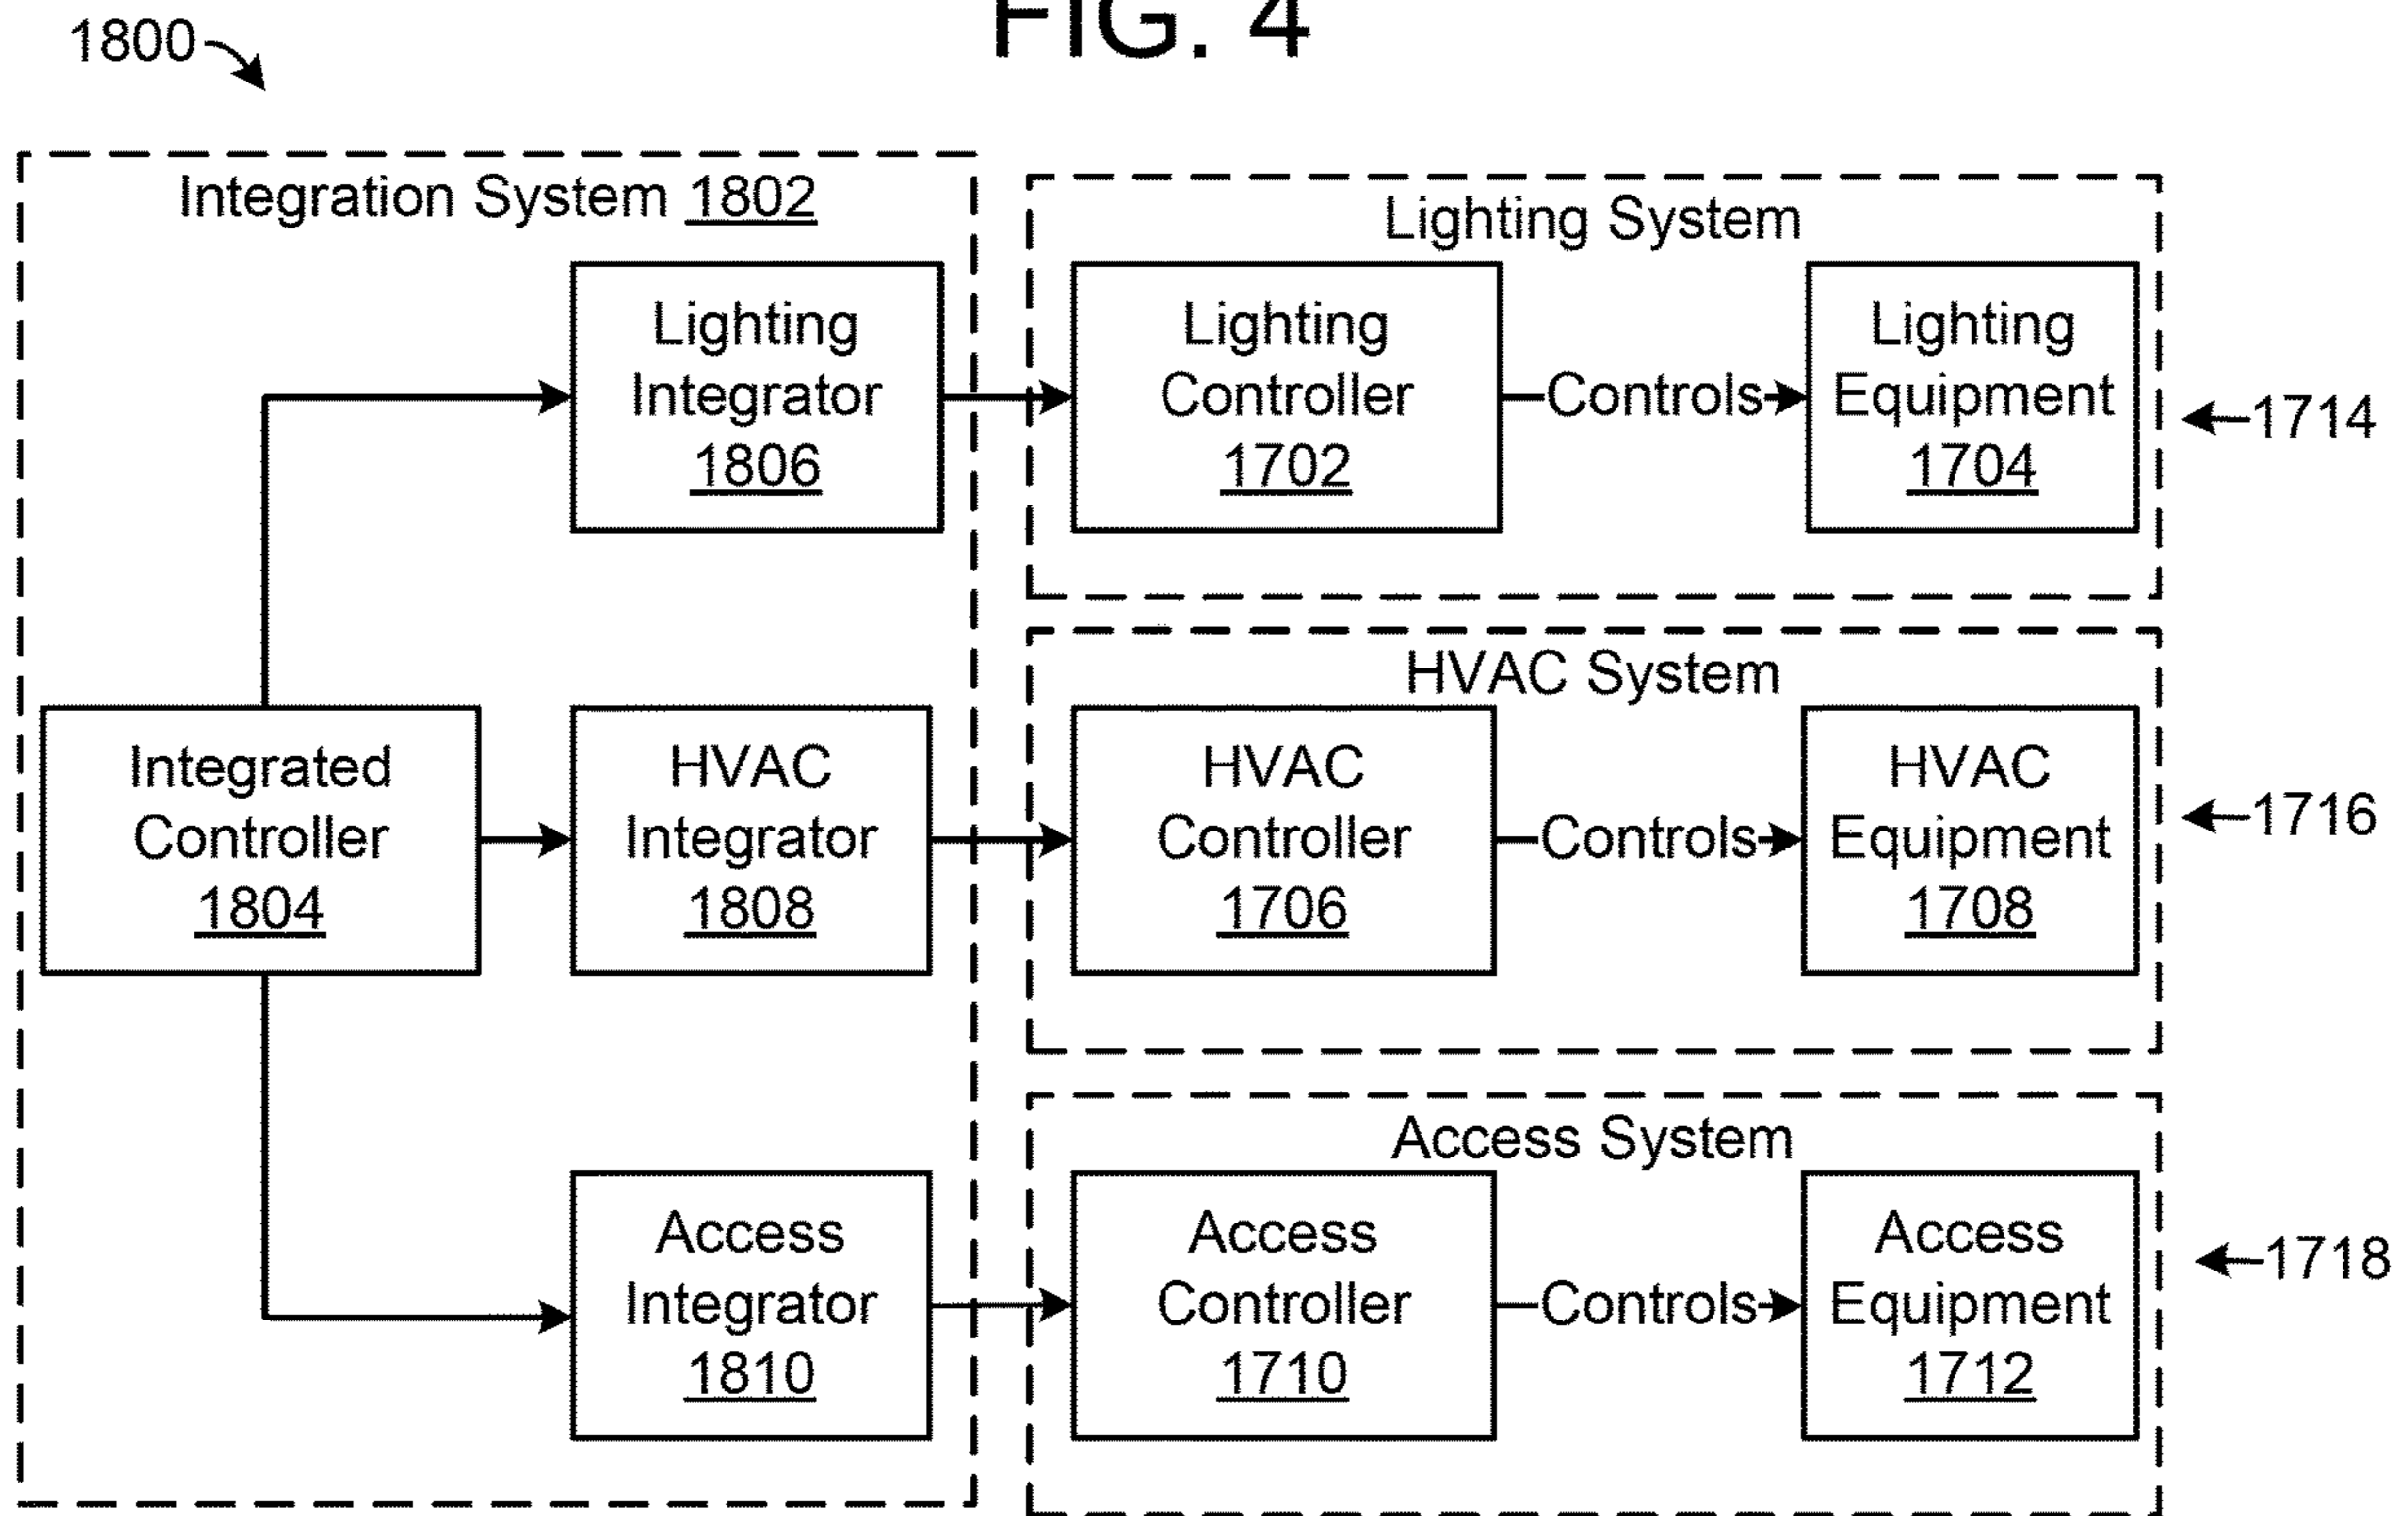 FIG. 4
1800
Integration System 1802
Lighting System
Lighting
Integrator
1806
Lighting
Controller
1702
Controls
Lighting
Equipment
1704
1714
HVAC System
Integrated
Controller
1804
HVAC
Integrator
1808
HVAC
Controller
1706
Controls
HVAC
Equipment
1708
1716
Access System
Access
Integrator
1810
Access
Controller
1710
Controls
Access
Equipment
1712
1718